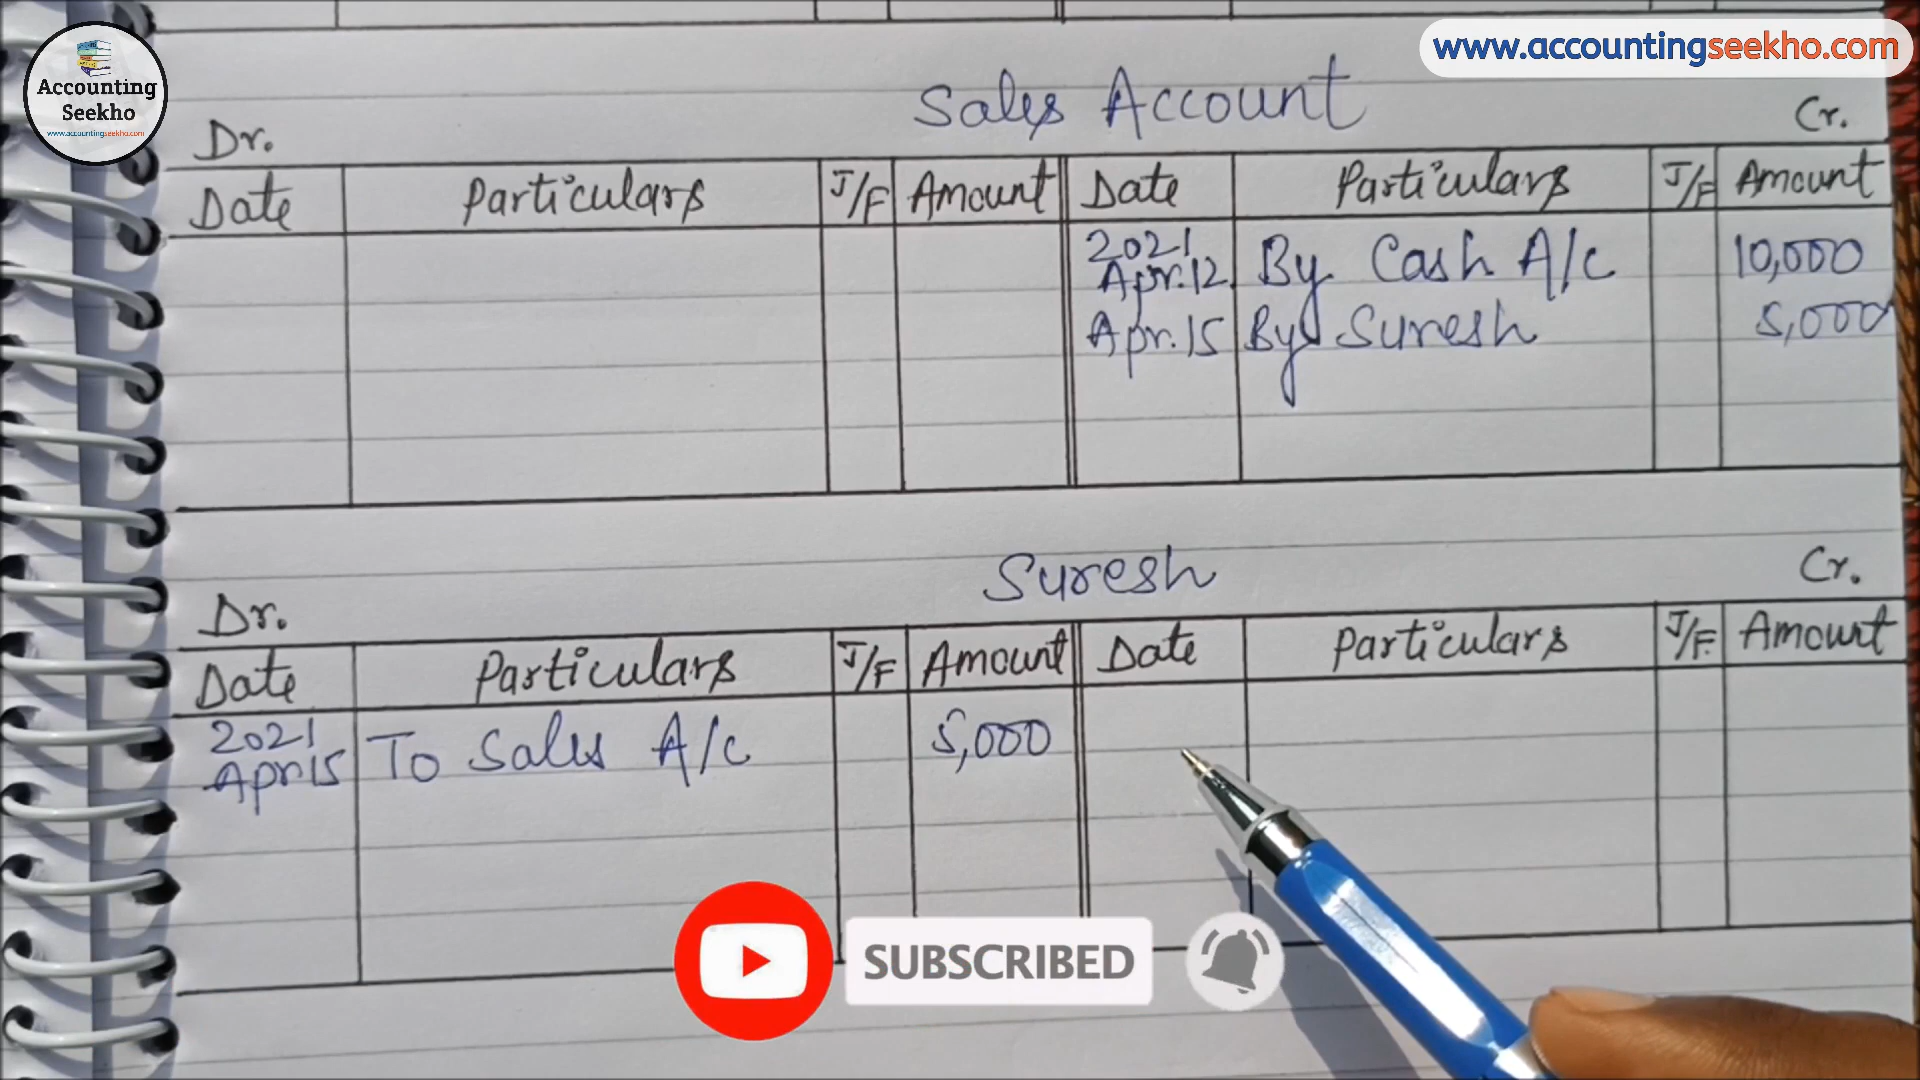 Accounting
Seekho
www.accountingseekho.com
www.accountingseekho.com
Sales Account
Dr. Cr.
Date Particulars J/F Amount Date Particulars J/F Amount
2021
Apr.12 By Cash A/c 10,000
Apr.15 By Suresh 5,000
Suresh
Dr. Cr.
Date Particulars J/F Amount Date Particulars J/F. Amount
2021
Apr15 To Sales A/c 5,000
SUBSCRIBED